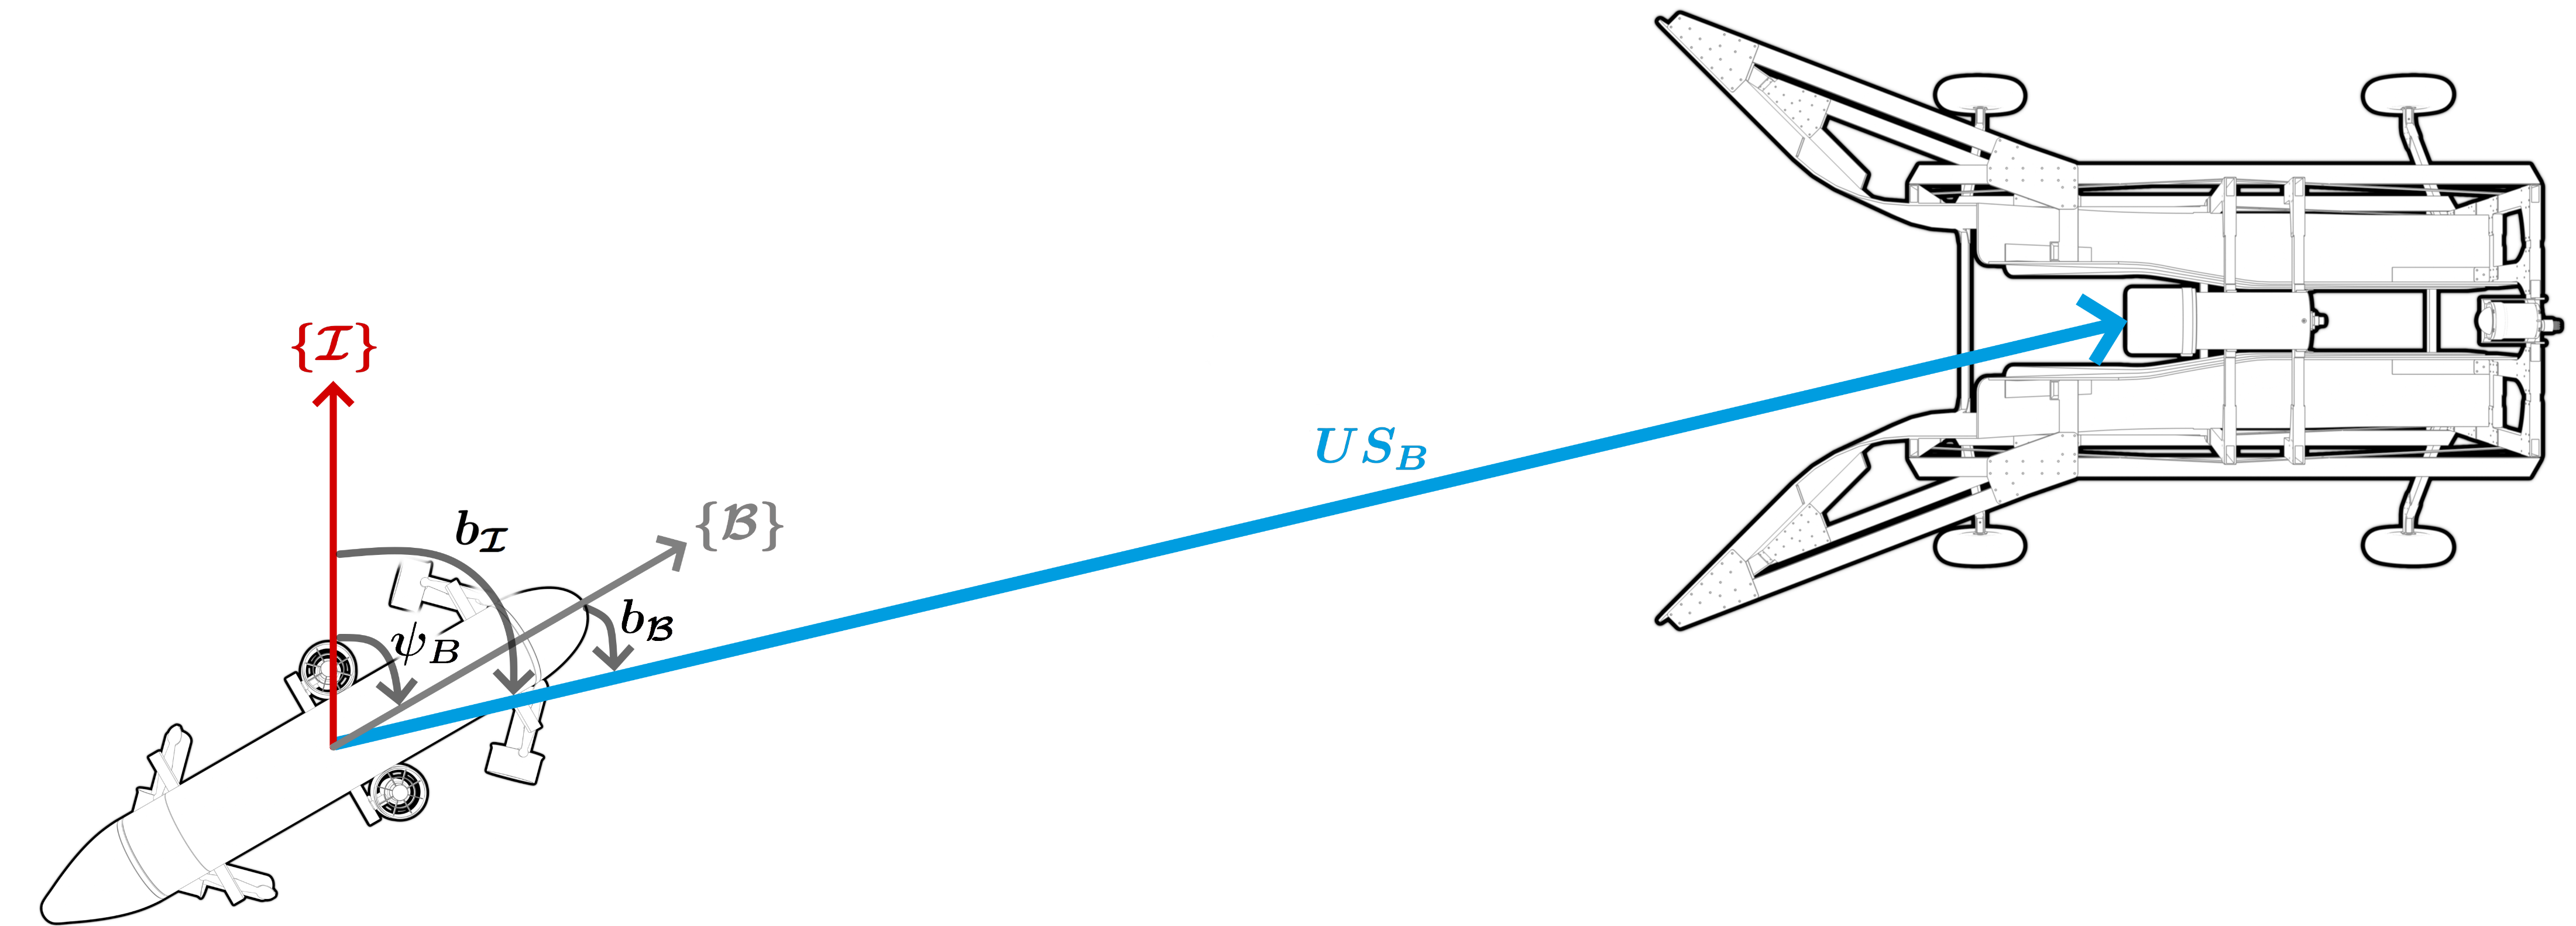 {𝓘}
US_B
b_𝓘
{𝓑}
b_𝓑
ψ_B